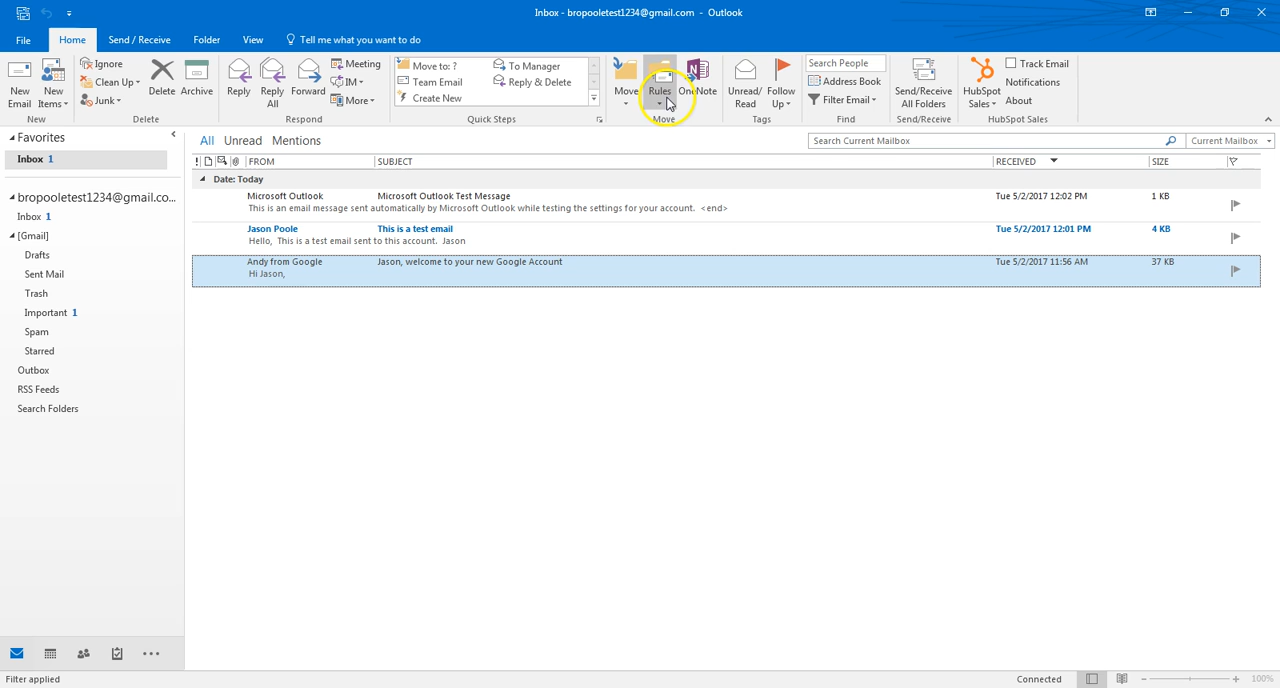 Inbox - bropooletest1234@gmail.com - Outlook
File Home Send / Receive Folder View Tell me what you want to do
New Email
New Items
New
Ignore
Clean Up
Junk
Delete
Archive
Delete
Reply
Reply All
Forward
Meeting
IM
More
Respond
Move to: ?
Team Email
Create New
To Manager
Reply & Delete
Quick Steps
Move
Rules
OneNote
Move
Unread/ Read
Follow Up
Tags
Search People
Address Book
Filter Email
Find
Send/Receive All Folders
Send/Receive
HubSpot Sales
Track Email
Notifications
About
HubSpot Sales
Favorites
Inbox 1
bropooletest1234@gmail.co...
Inbox 1
[Gmail]
Drafts
Sent Mail
Trash
Important 1
Spam
Starred
Outbox
RSS Feeds
Search Folders
All Unread Mentions
Search Current Mailbox
Current Mailbox
! FROM SUBJECT RECEIVED SIZE
Date: Today
Microsoft Outlook Microsoft Outlook Test Message Tue 5/2/2017 12:02 PM 1 KB
This is an email message sent automatically by Microsoft Outlook while testing the settings for your account. <end>
Jason Poole This is a test email Tue 5/2/2017 12:01 PM 4 KB
Hello, This is a test email sent to this account. Jason
Andy from Google Jason, welcome to your new Google Account Tue 5/2/2017 11:56 AM 37 KB
Hi Jason,
Filter applied
Connected
100%